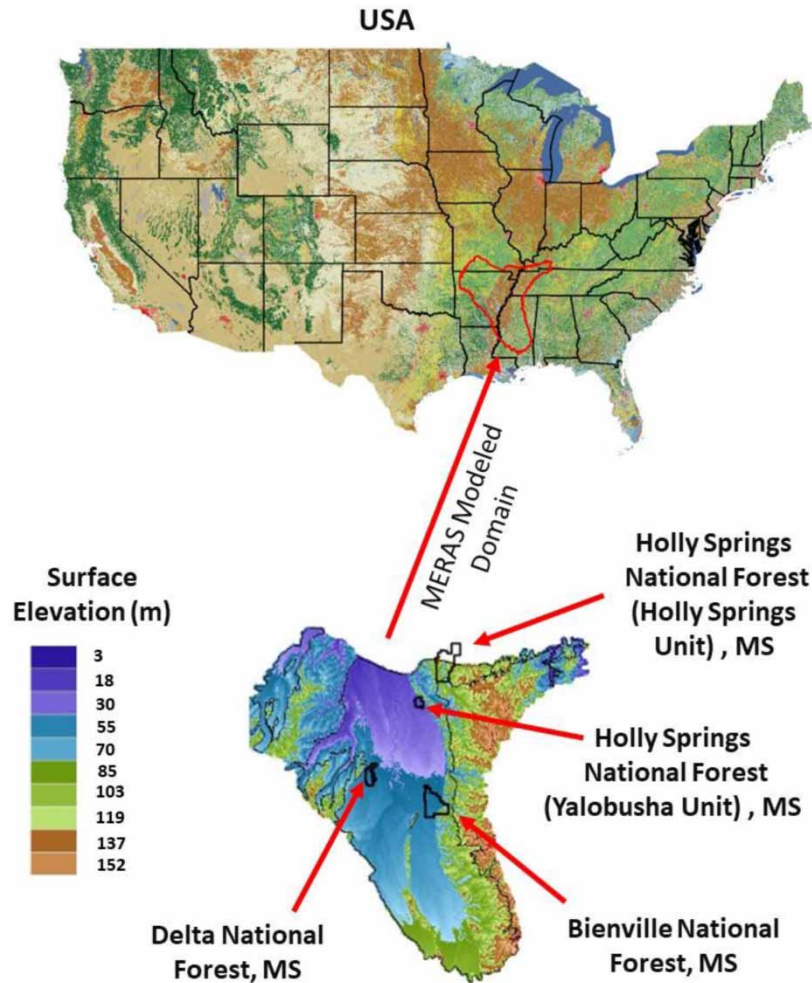 USA
MERAS Modeled
Domain
Holly Springs
National Forest
(Holly Springs
Unit) , MS
Surface
Elevation (m)
3
18
30
55
70
85
103
119
137
152
Holly Springs
National Forest
(Yalobusha Unit) , MS
Delta National
Forest, MS
Bienville National
Forest, MS